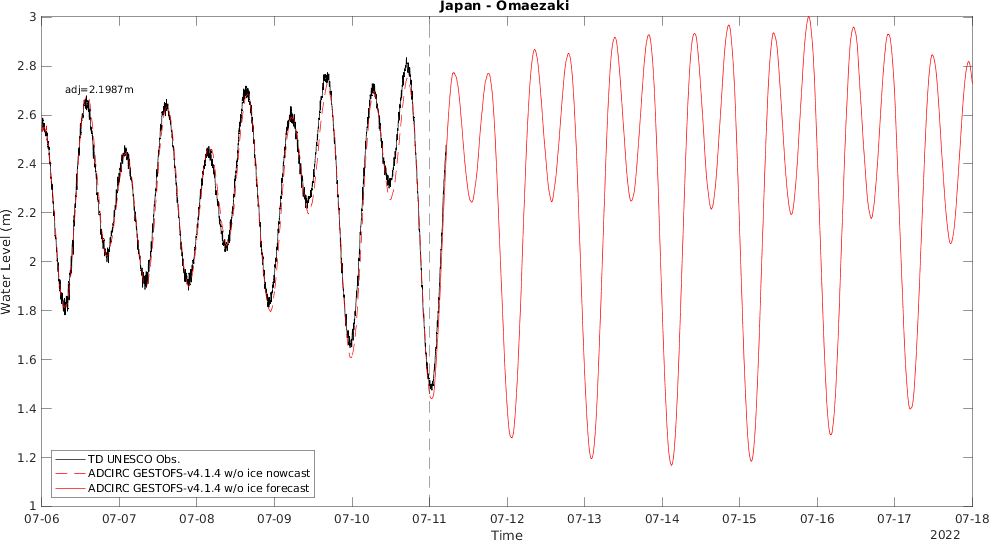 Japan - Omaezaki
3
2.8
2.6
2.4
2.2
2
1.8
1.6
1.4
1.2
1
Water Level (m)
adj=2.1987m
TD UNESCO Obs.
ADCIRC GESTOFS-v4.1.4 w/o ice nowcast
ADCIRC GESTOFS-v4.1.4 w/o ice forecast
07-06 07-07 07-08 07-09 07-10 07-11 07-12 07-13 07-14 07-15 07-16 07-17 07-18
Time
2022